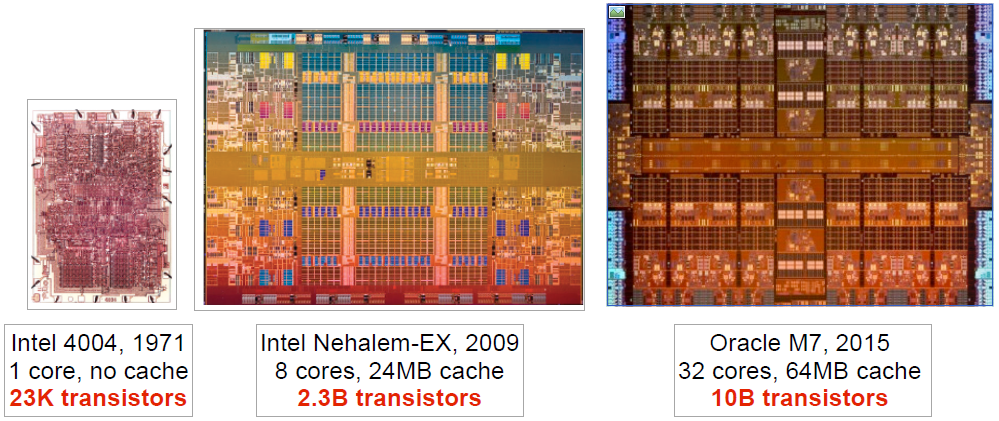 Intel 4004, 1971
1 core, no cache
23K transistors
Intel Nehalem-EX, 2009
8 cores, 24MB cache
2.3B transistors
Oracle M7, 2015
32 cores, 64MB cache
10B transistors